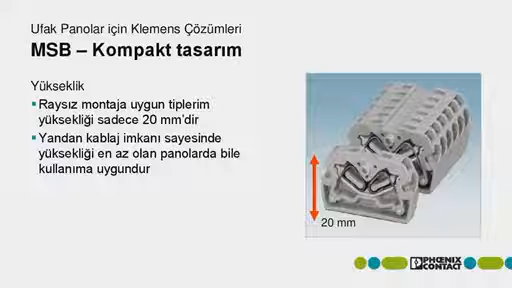 Ufak Panolar için Klemens Çözümleri
MSB – Kompakt tasarım
Yükseklik
Raysız montaja uygun tiplerim
yüksekliği sadece 20 mm'dir
Yandan kablaj imkanı sayesinde
yüksekliği en az olan panolarda bile
kullanıma uygundur
20 mm
PHŒNIX
CONTACT